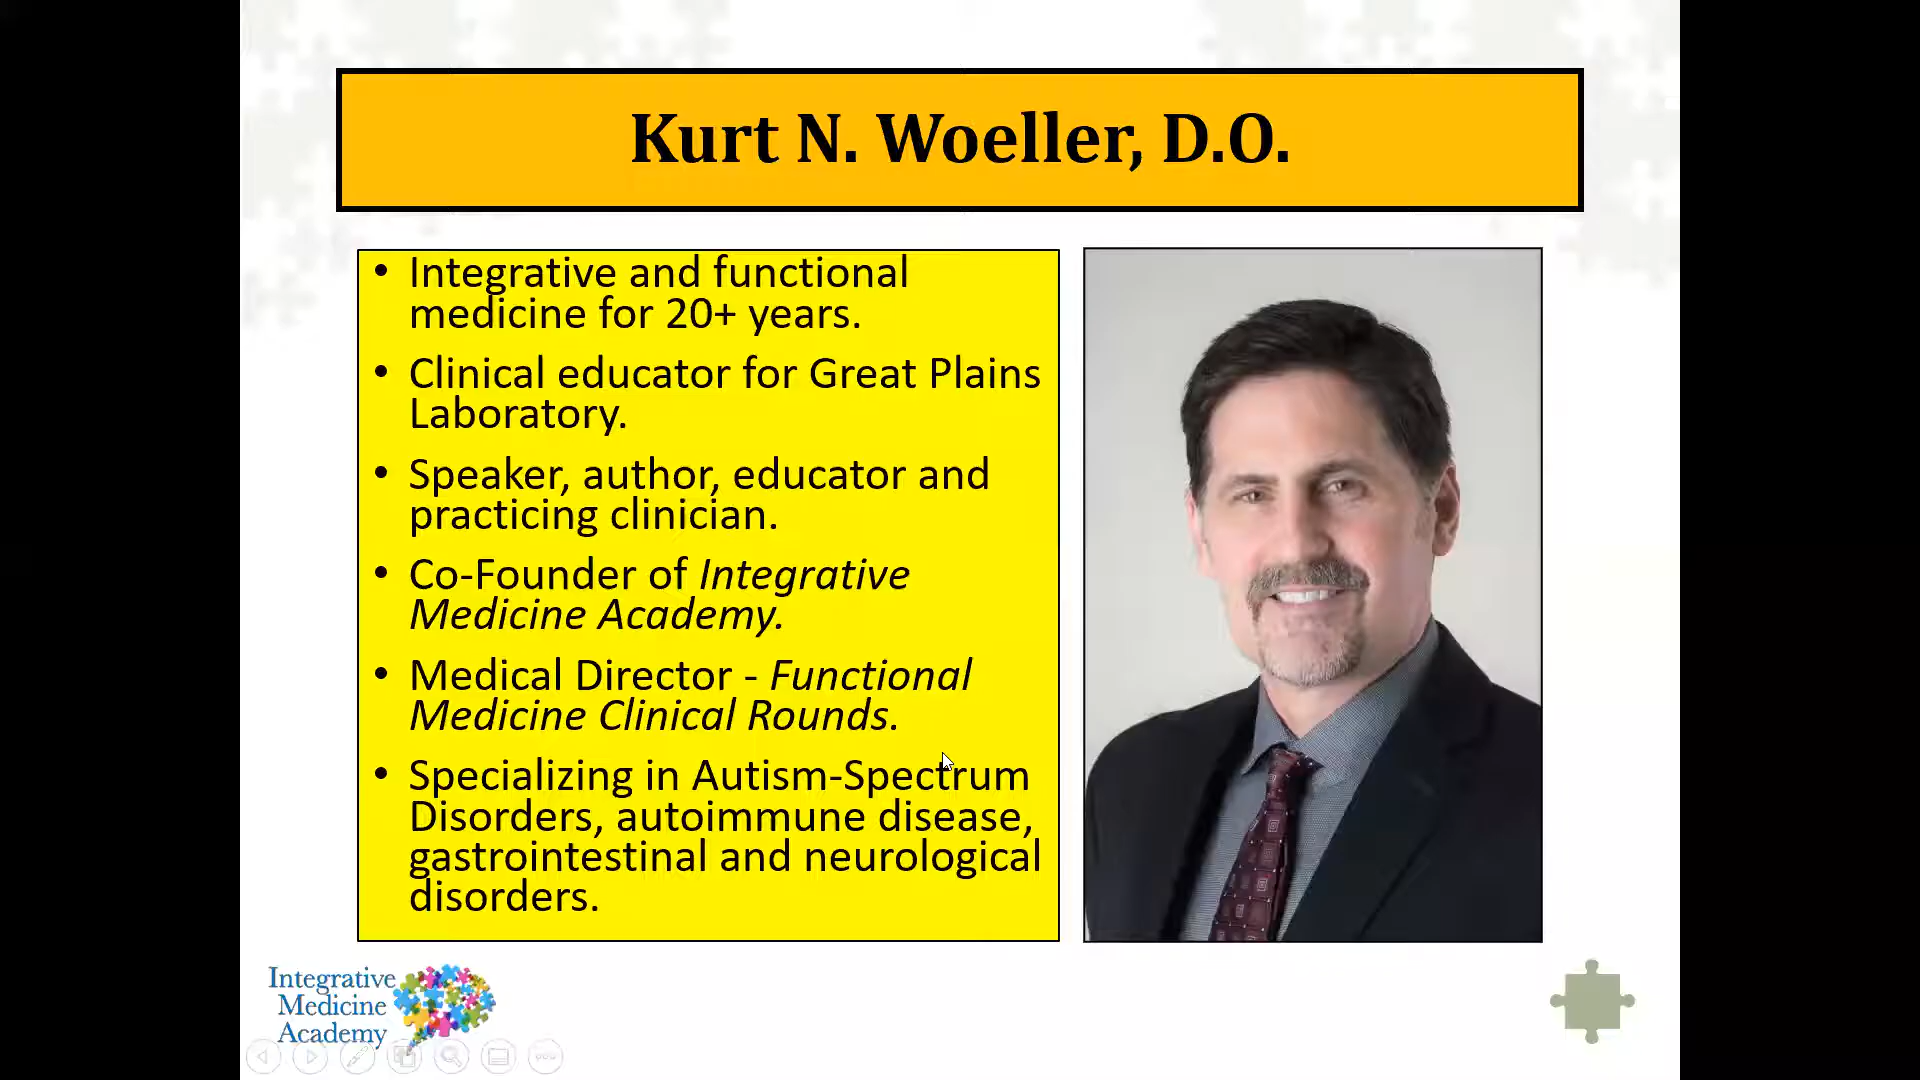 Kurt N. Woeller, D.O.
• Integrative and functional
medicine for 20+ years.
• Clinical educator for Great Plains
Laboratory.
• Speaker, author, educator and
practicing clinician.
• Co-Founder of Integrative
Medicine Academy.
• Medical Director - Functional
Medicine Clinical Rounds.
• Specializing in Autism-Spectrum
Disorders, autoimmune disease,
gastrointestinal and neurological
disorders.
Integrative
Medicine
Academy